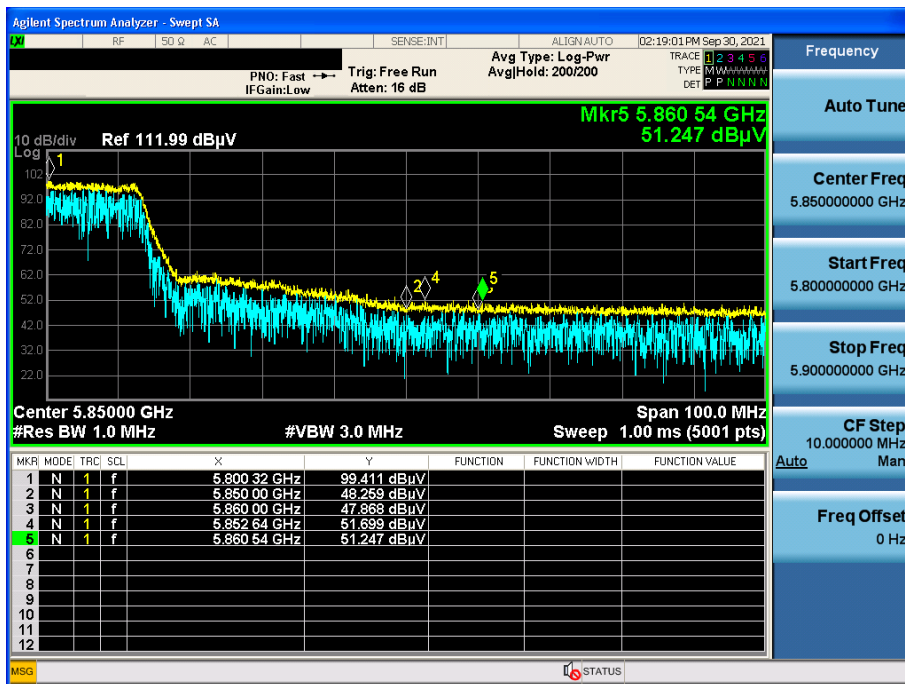 Agilent Spectrum Analyzer - Swept SA
LXI RF 50 Ω AC SENSE:INT ALIGN AUTO 02:19:01 PM Sep 30, 2021
Frequency
Avg Type: Log-Pwr
TRACE 1 2 3 4 5 6
PNO: Fast Trig: Free Run Avg|Hold: 200/200
TYPE M W W W W W
IFGain:Low Atten: 16 dB
DET P P N N N N
Auto Tune
Mkr5 5.860 54 GHz
51.247 dBµV
10 dB/div Ref 111.99 dBµV
Log
102
92.0
82.0
72.0
62.0
52.0
42.0
32.0
22.0
1
2
4
5
Center 5.85000 GHz Span 100.0 MHz
#Res BW 1.0 MHz #VBW 3.0 MHz Sweep 1.00 ms (5001 pts)
Center Freq
5.850000000 GHz
Start Freq
5.800000000 GHz
Stop Freq
5.900000000 GHz
CF Step
10.000000 MHz
Auto Man
Freq Offset
0 Hz
MKR MODE TRC SCL X Y FUNCTION FUNCTION WIDTH FUNCTION VALUE
1 N 1 f 5.800 32 GHz 99.411 dBµV
2 N 1 f 5.850 00 GHz 48.259 dBµV
3 N 1 f 5.860 00 GHz 47.868 dBµV
4 N 1 f 5.852 64 GHz 51.699 dBµV
5 N 1 f 5.860 54 GHz 51.247 dBµV
6
7
8
9
10
11
12
MSG STATUS